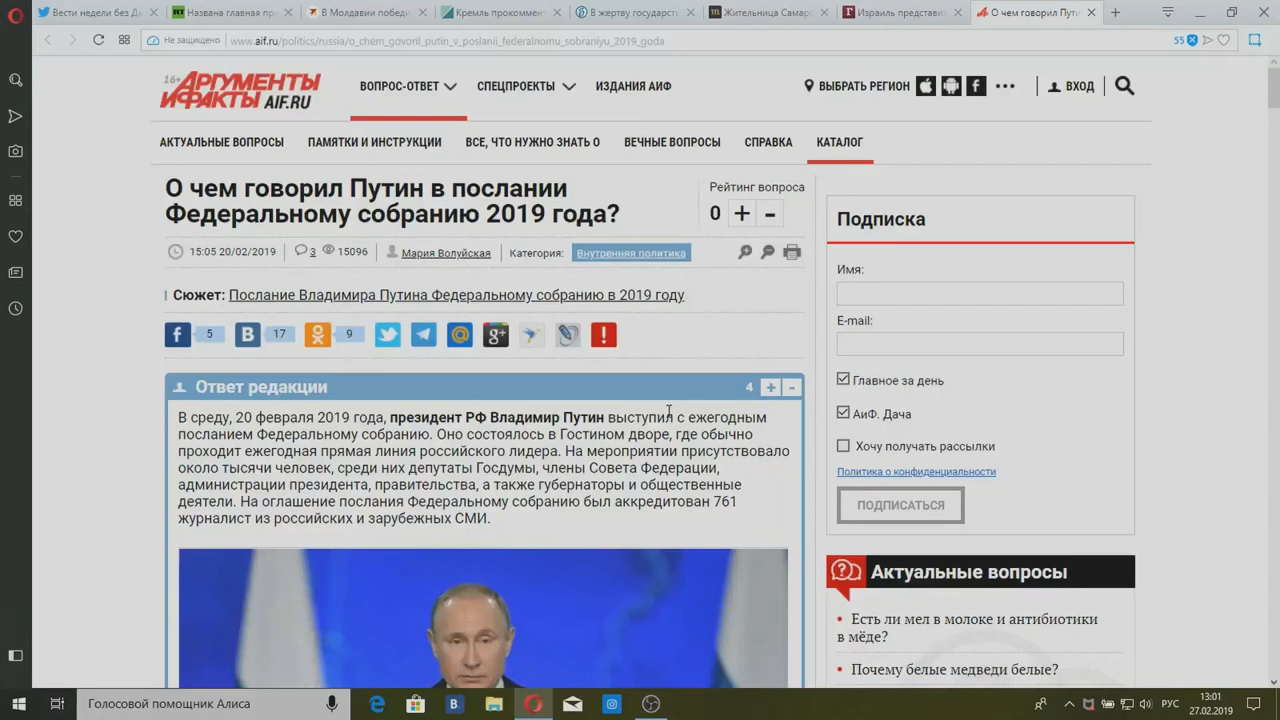 Вести недели без Ды
Названа главная пр
В Молдавии победи
Кремль прокоммент
В жертву государств
Жительница Самар
Израиль представи
О чем говорил Пути
Не защищено
www.aif.ru/politics/russia/o_chem_govoril_putin_v_poslanii_federalnomu_sobraniyu_2019_goda
55
16+
АРГУМЕНТЫ
И ФАКТЫ AIF.RU
ВОПРОС-ОТВЕТ
СПЕЦПРОЕКТЫ
ИЗДАНИЯ АИФ
ВЫБРАТЬ РЕГИОН
ВХОД
АКТУАЛЬНЫЕ ВОПРОСЫ
ПАМЯТКИ И ИНСТРУКЦИИ
ВСЕ, ЧТО НУЖНО ЗНАТЬ О
ВЕЧНЫЕ ВОПРОСЫ
СПРАВКА
КАТАЛОГ
О чем говорил Путин в послании
Федеральному собранию 2019 года?
Рейтинг вопроса
0 + -
15:05 20/02/2019
3
15096
Мария Волуйская
Категория:
Внутренняя политика
Сюжет: Послание Владимира Путина Федеральному собранию в 2019 году
5
17
9
Ответ редакции
4 + -
В среду, 20 февраля 2019 года, президент РФ Владимир Путин выступил с ежегодным
посланием Федеральному собранию. Оно состоялось в Гостином дворе, где обычно
проходит ежегодная прямая линия российского лидера. На мероприятии присутствовало
около тысячи человек, среди них депутаты Госдумы, члены Совета Федерации,
администрации президента, правительства, а также губернаторы и общественные
деятели. На оглашение послания Федеральному собранию был аккредитован 761
журналист из российских и зарубежных СМИ.
Подписка
Имя:
E-mail:
Главное за день
АиФ. Дача
Хочу получать рассылки
Политика о конфиденциальности
ПОДПИСАТЬСЯ
Актуальные вопросы
Есть ли мел в молоке и антибиотики
в мёде?
Почему белые медведи белые?
Голосовой помощник Алиса
РУС
13:01
27.02.2019